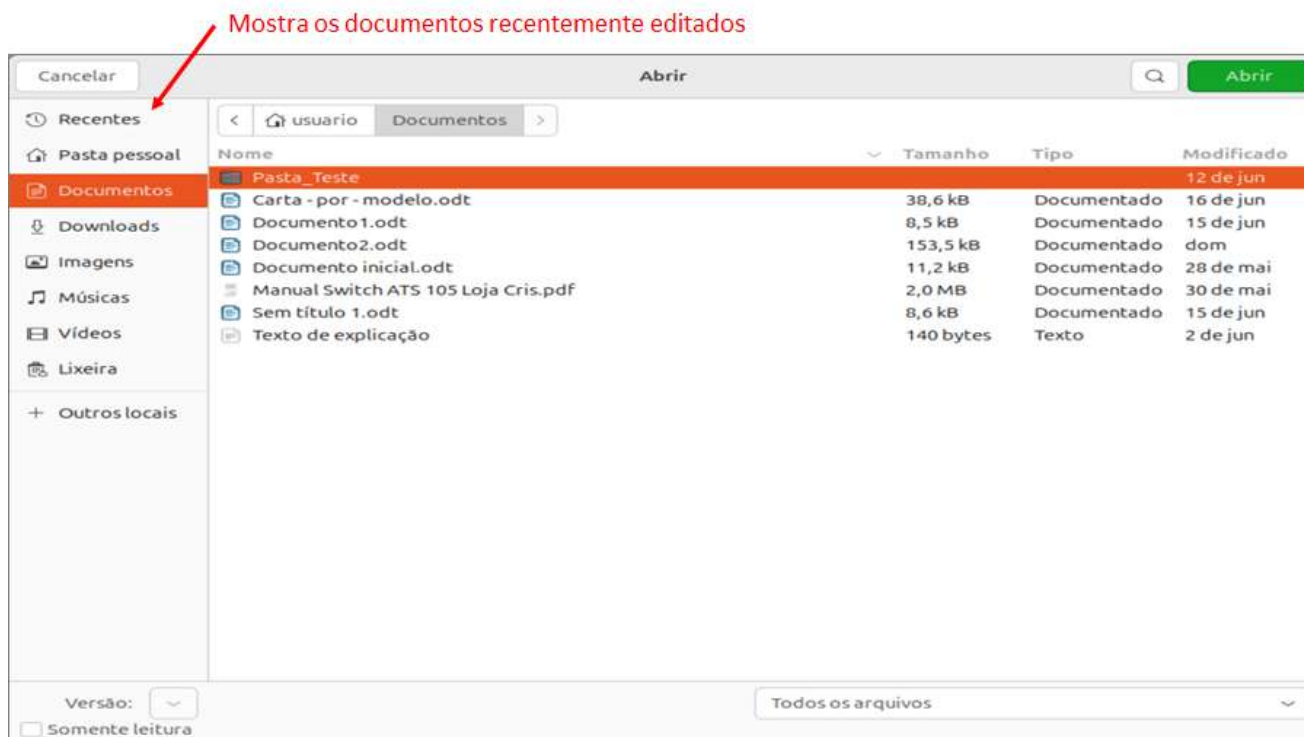 Mostra os documentos recentemente editados
Cancelar Abrir Abrir
Recentes
Pasta pessoal
Documentos
Downloads
Imagens
Músicas
Vídeos
Lixeira
+ Outros locais
< usuario Documentos >
Nome Tamanho Tipo Modificado
Pasta_Teste 12 de jun
Carta - por - modelo.odt 38,6 kB Documentado 16 de jun
Documento1.odt 8,5 kB Documentado 15 de jun
Documento2.odt 153,5 kB Documentado dom
Documento inicial.odt 11,2 kB Documentado 28 de mai
Manual Switch ATS 105 Loja Cris.pdf 2,0 MB Documentado 30 de mai
Sem título 1.odt 8,6 kB Documentado 15 de jun
Texto de explicação 140 bytes Texto 2 de jun
Versão: Todos os arquivos
Somente leitura